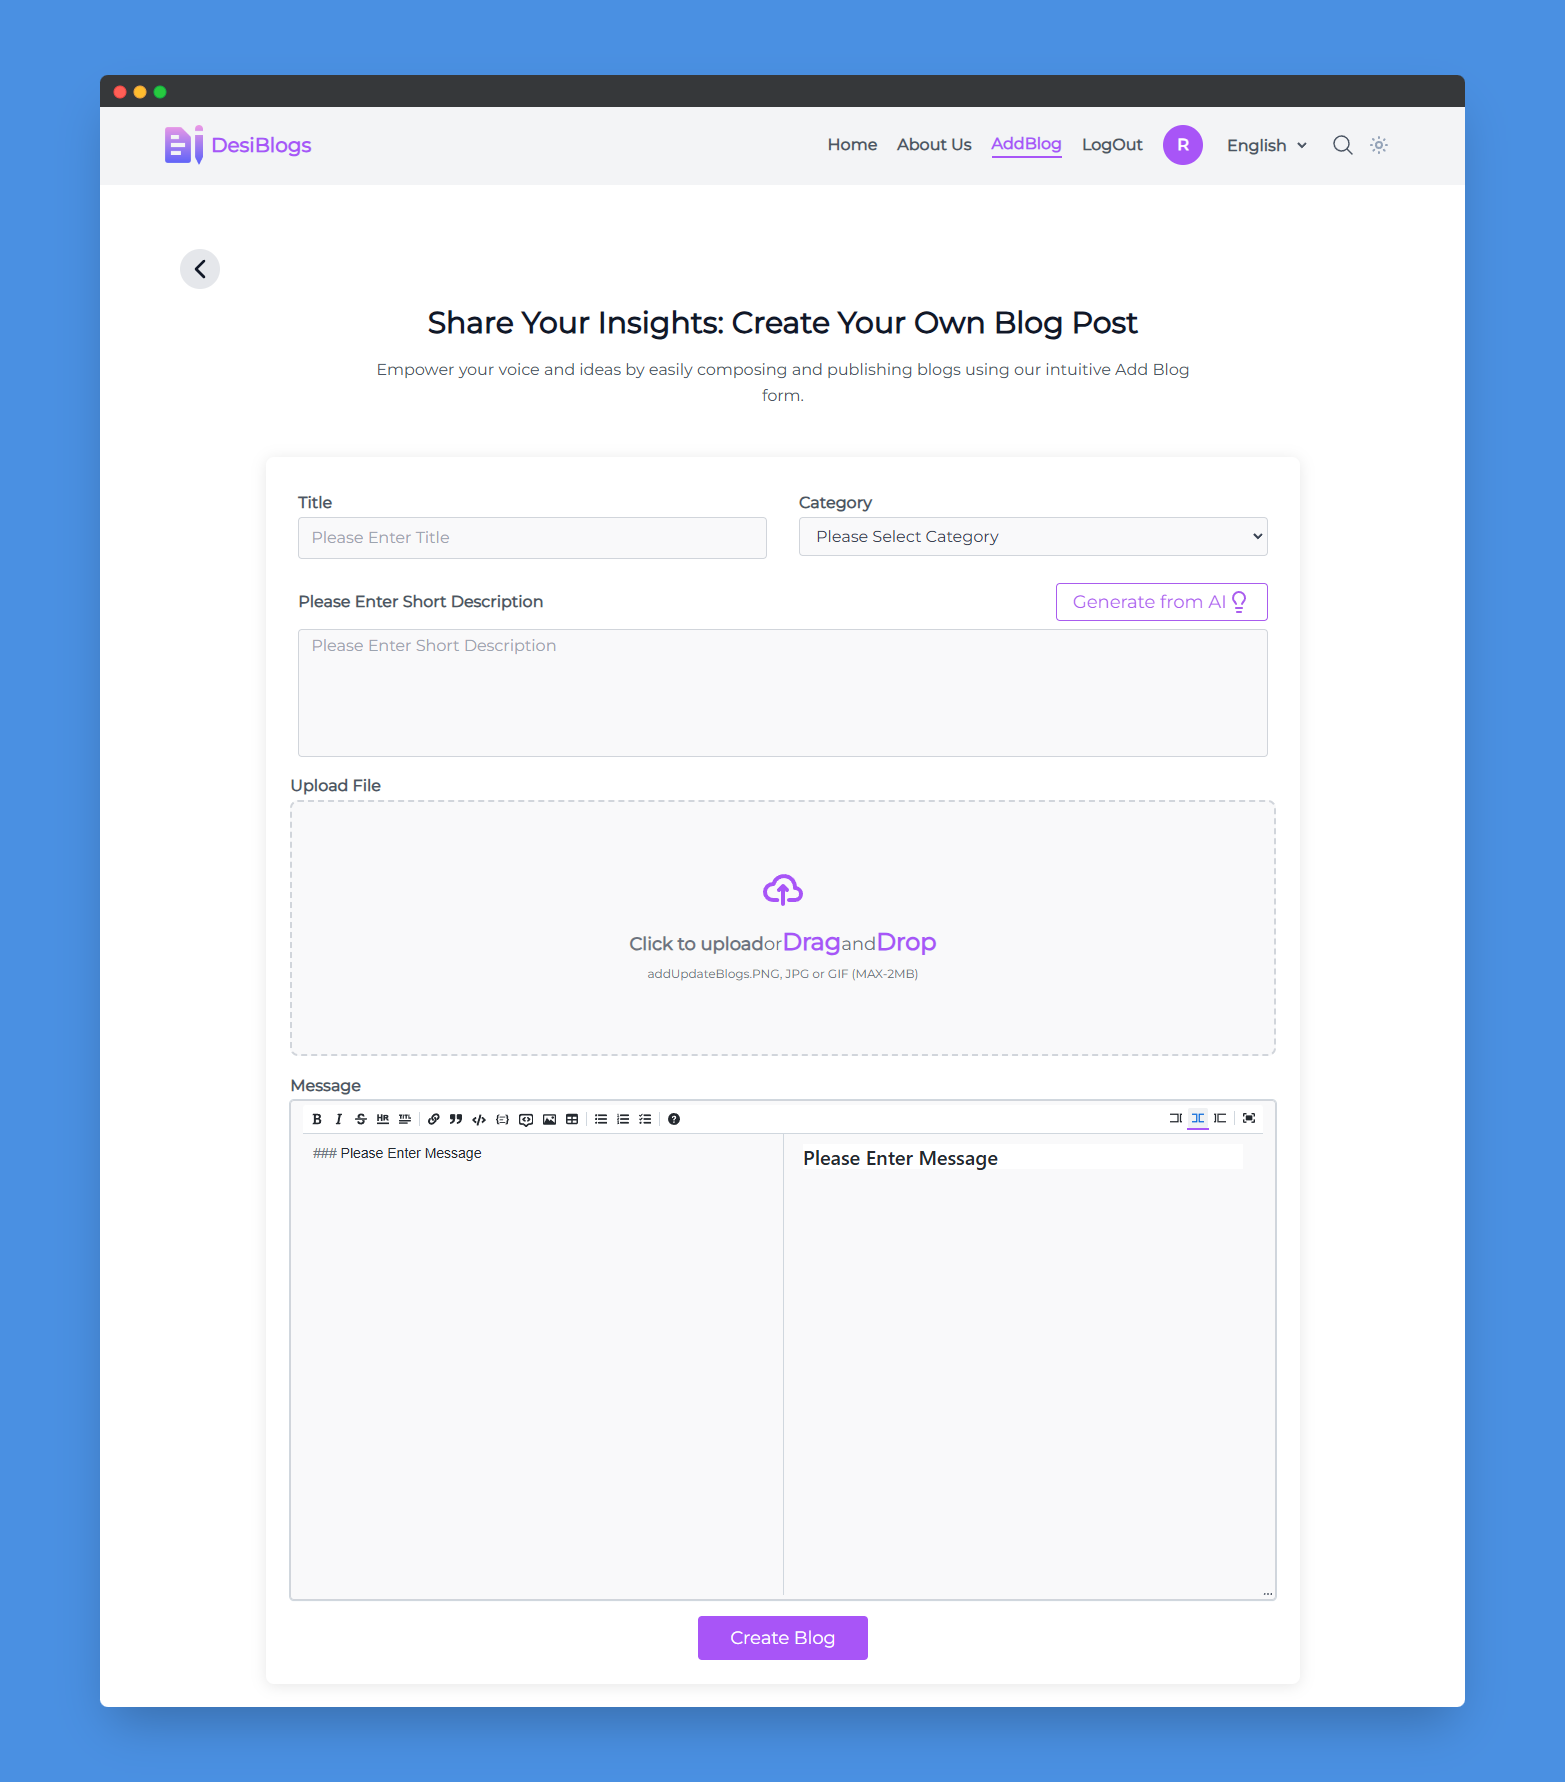 DesiBlogs
Home About Us AddBlog LogOut R English
Share Your Insights: Create Your Own Blog Post
Empower your voice and ideas by easily composing and publishing blogs using our intuitive Add Blog
form.
Title
Please Enter Title
Category
Please Select Category
Please Enter Short Description
Generate from AI
Please Enter Short Description
Upload File
Click to uploadorDragandDrop
addUpdateBlogs.PNG, JPG or GIF (MAX-2MB)
Message
B I S HR TITL
### Please Enter Message
Please Enter Message
Create Blog